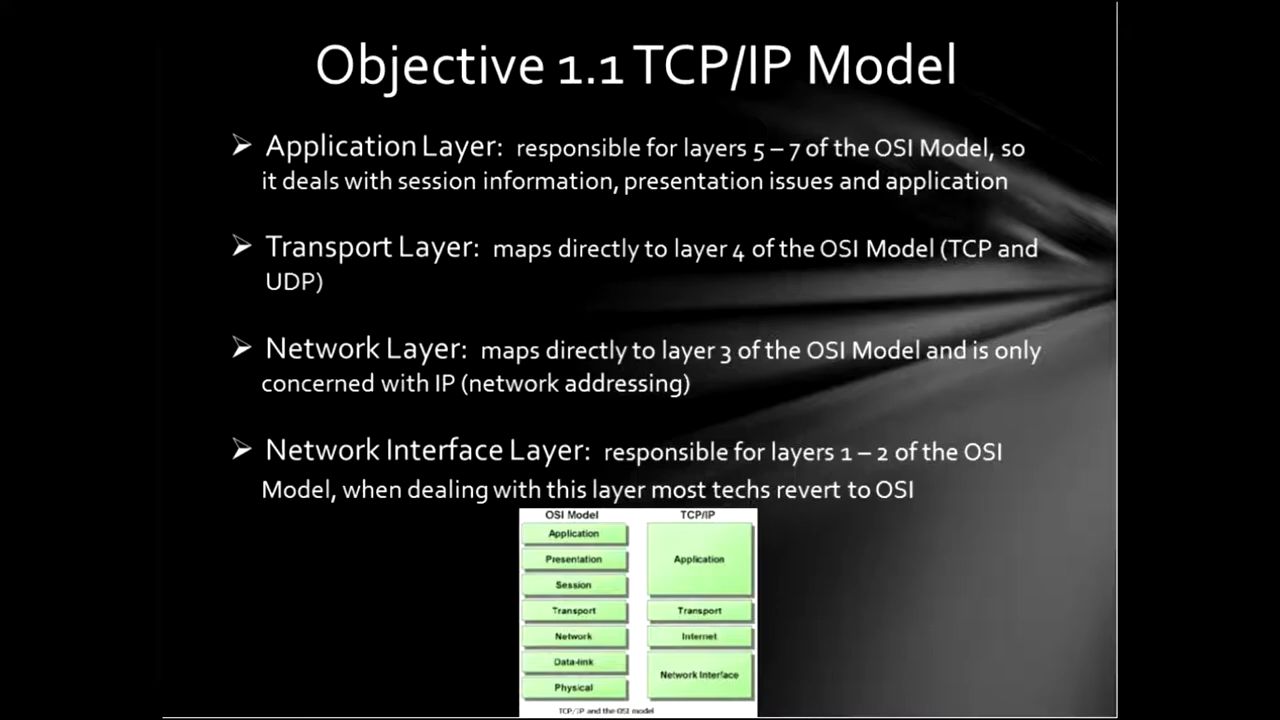 Objective 1.1 TCP/IP Model
➢ Application Layer: responsible for layers 5 – 7 of the OSI Model, so
it deals with session information, presentation issues and application
➢ Transport Layer: maps directly to layer 4 of the OSI Model (TCP and
UDP)
➢ Network Layer: maps directly to layer 3 of the OSI Model and is only
concerned with IP (network addressing)
➢ Network Interface Layer: responsible for layers 1 – 2 of the OSI
Model, when dealing with this layer most techs revert to OSI
OSI Model
Application
Presentation
Session
Transport
Network
Data-link
Physical
TCP/IP
Application
Transport
Internet
Network Interface
TCP/IP and the OSI model